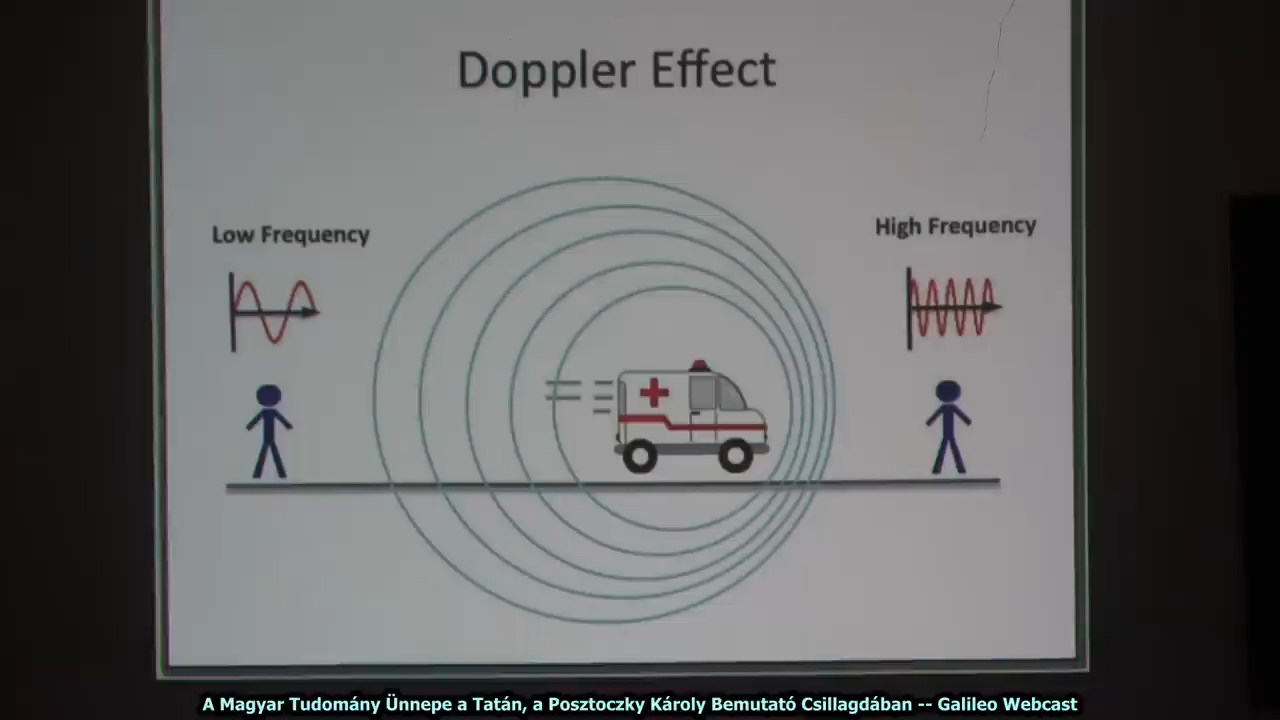 Doppler Effect
Low Frequency
High Frequency
A Magyar Tudomány Ünnepe a Tatán, a Posztoczky Károly Bemutató Csillagdában -- Galileo Webcast